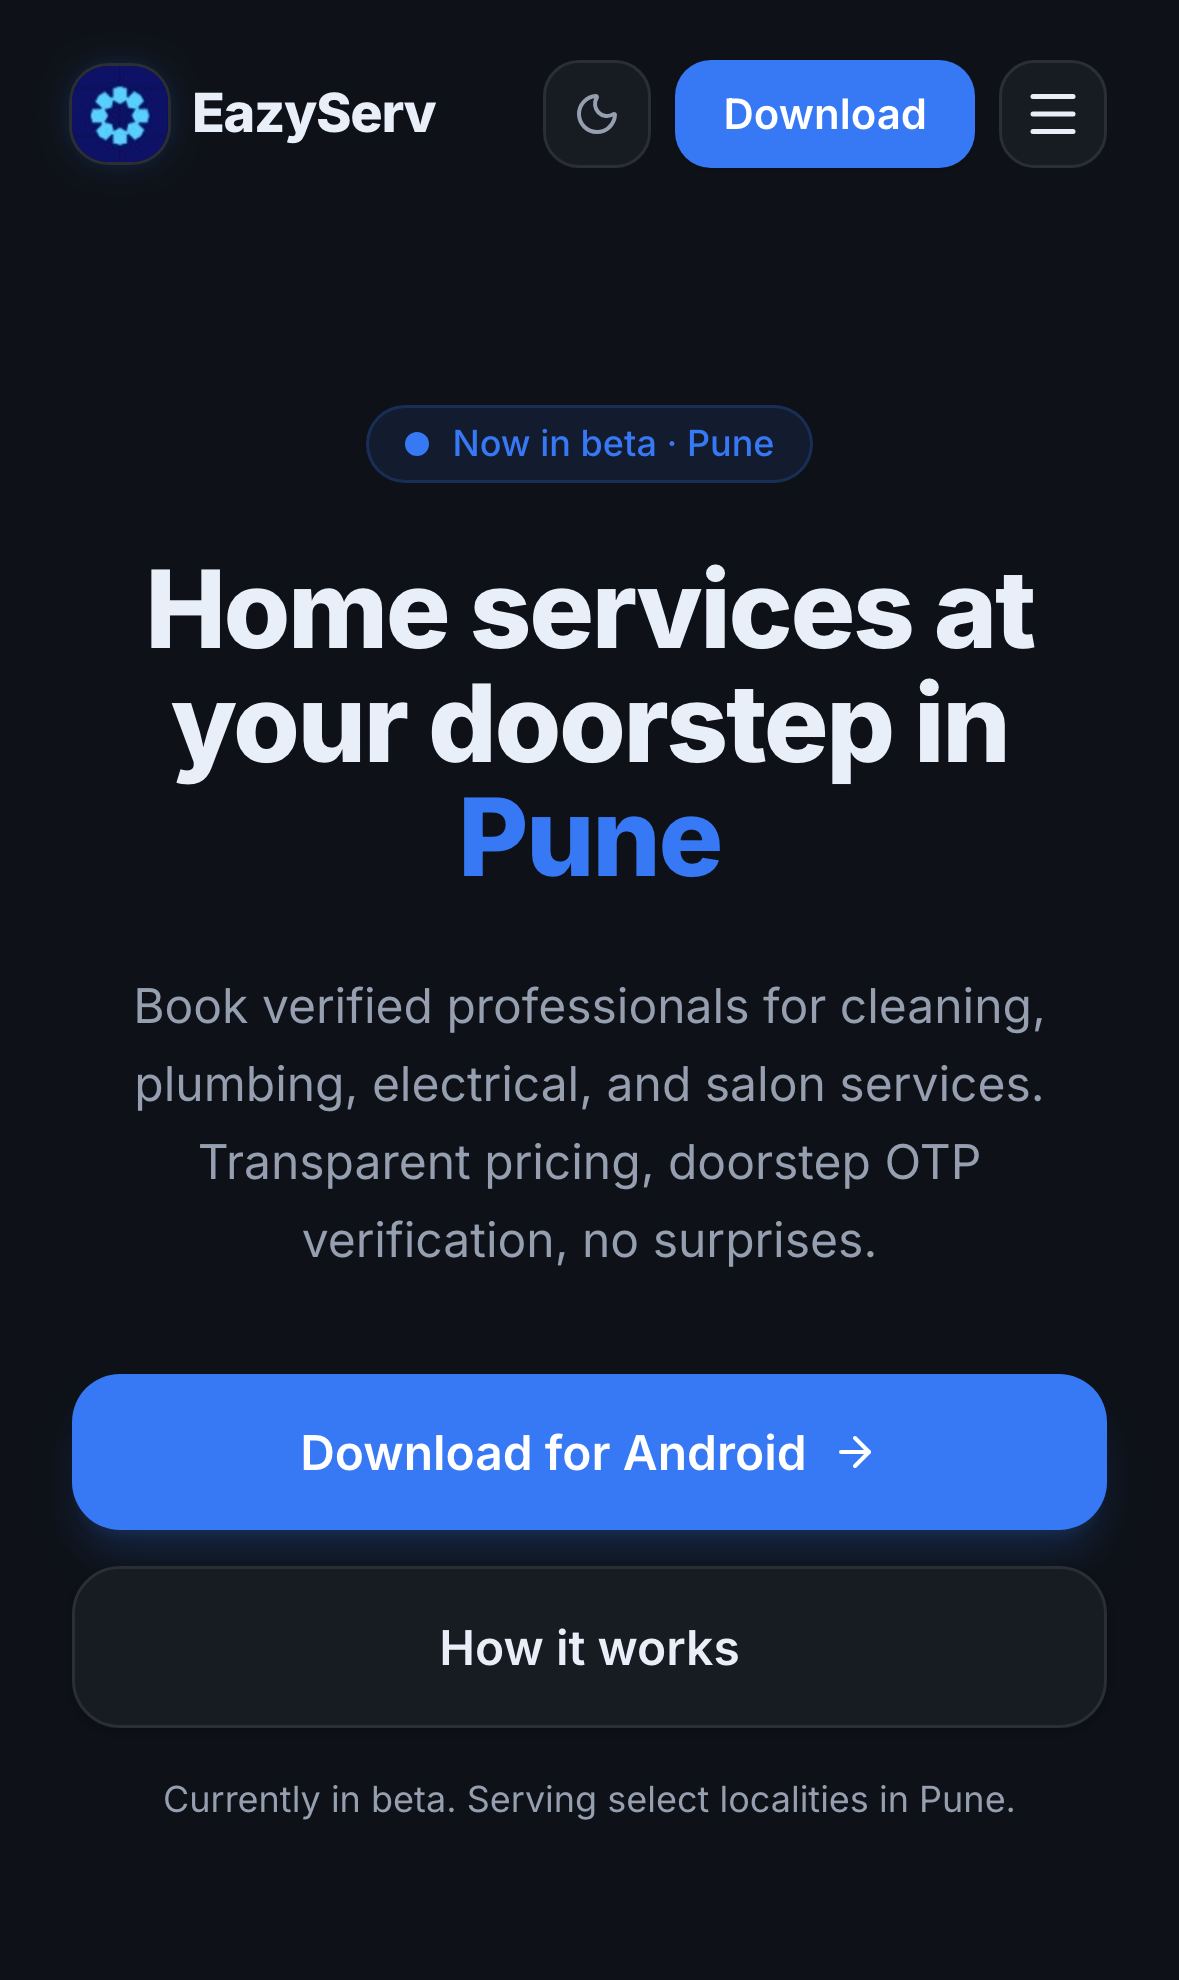 EazyServ
Download
Now in beta · Pune
Home services at
your doorstep in
Pune
Book verified professionals for cleaning,
plumbing, electrical, and salon services.
Transparent pricing, doorstep OTP
verification, no surprises.
Download for Android →
How it works
Currently in beta. Serving select localities in Pune.